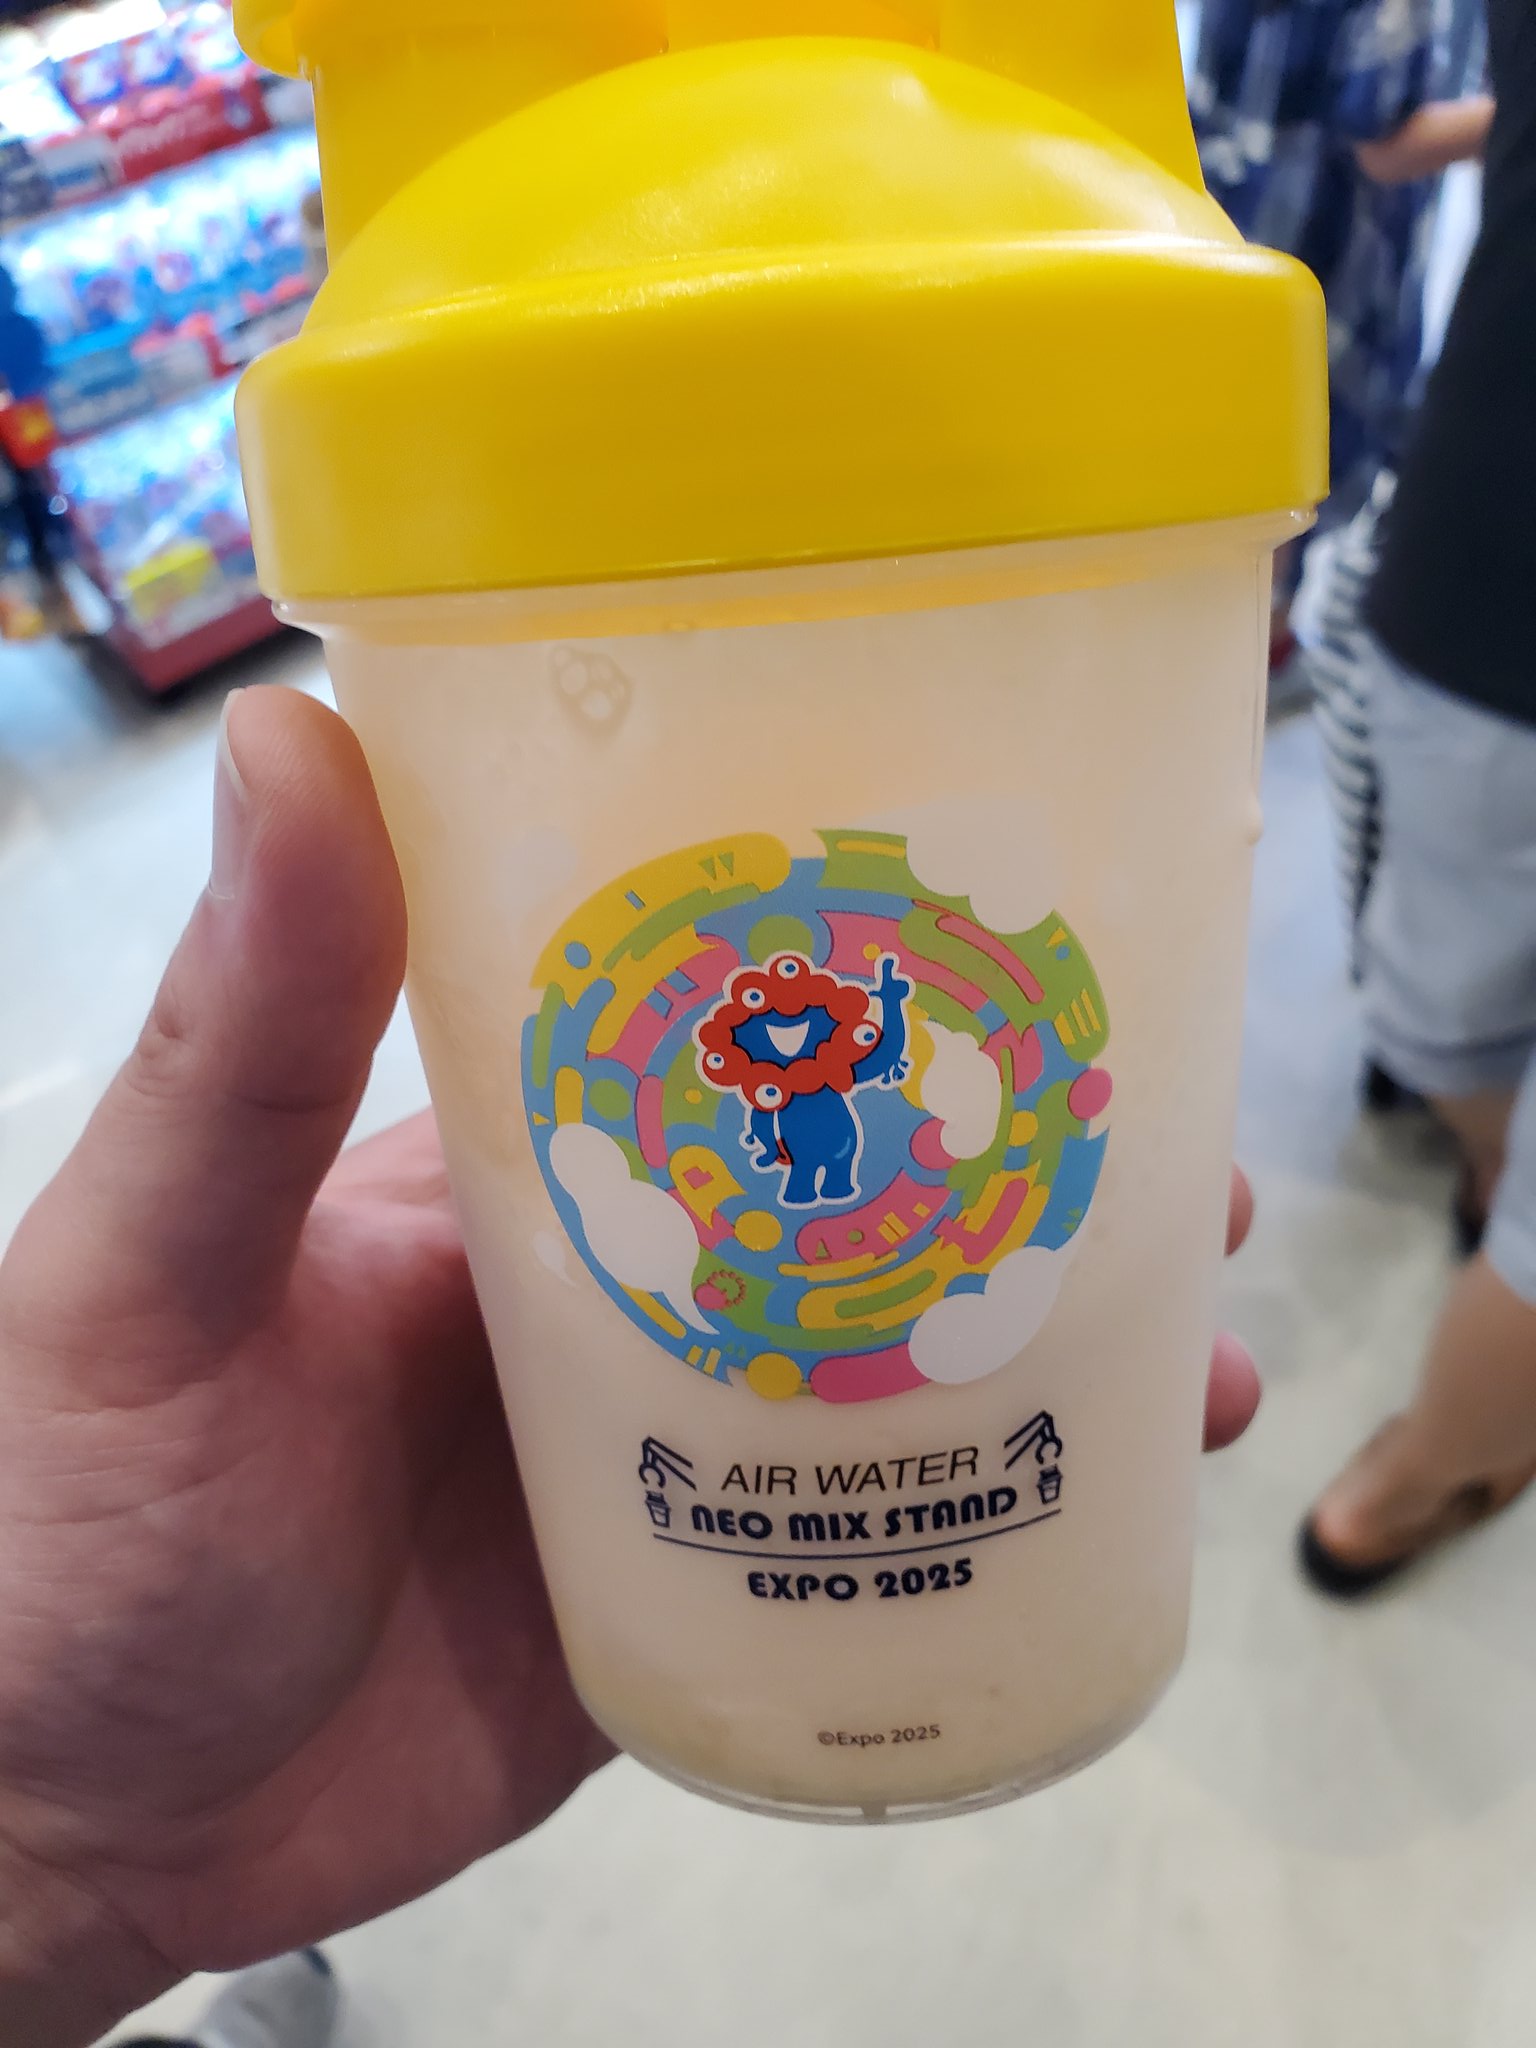 AIR WATER
NEO MIX STAND
EXPO 2025
©Expo 2025